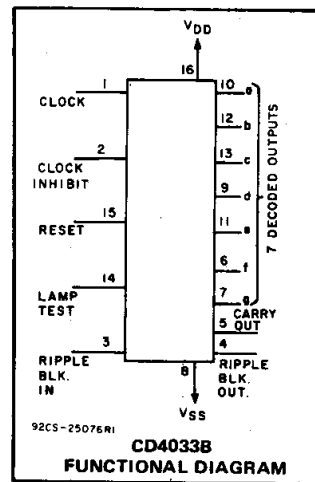 VDD
16
1
CLOCK
2
CLOCK
INHIBIT
15
RESET
14
LAMP
TEST
3
RIPPLE
BLK.
IN
10 a
12 b
13 c
9 d
11 e
6 f
7 g
7 DECODED OUTPUTS
CARRY
OUT
5
4
RIPPLE
BLK.
OUT.
8
VSS
92CS-25076RI
CD4033B
FUNCTIONAL DIAGRAM